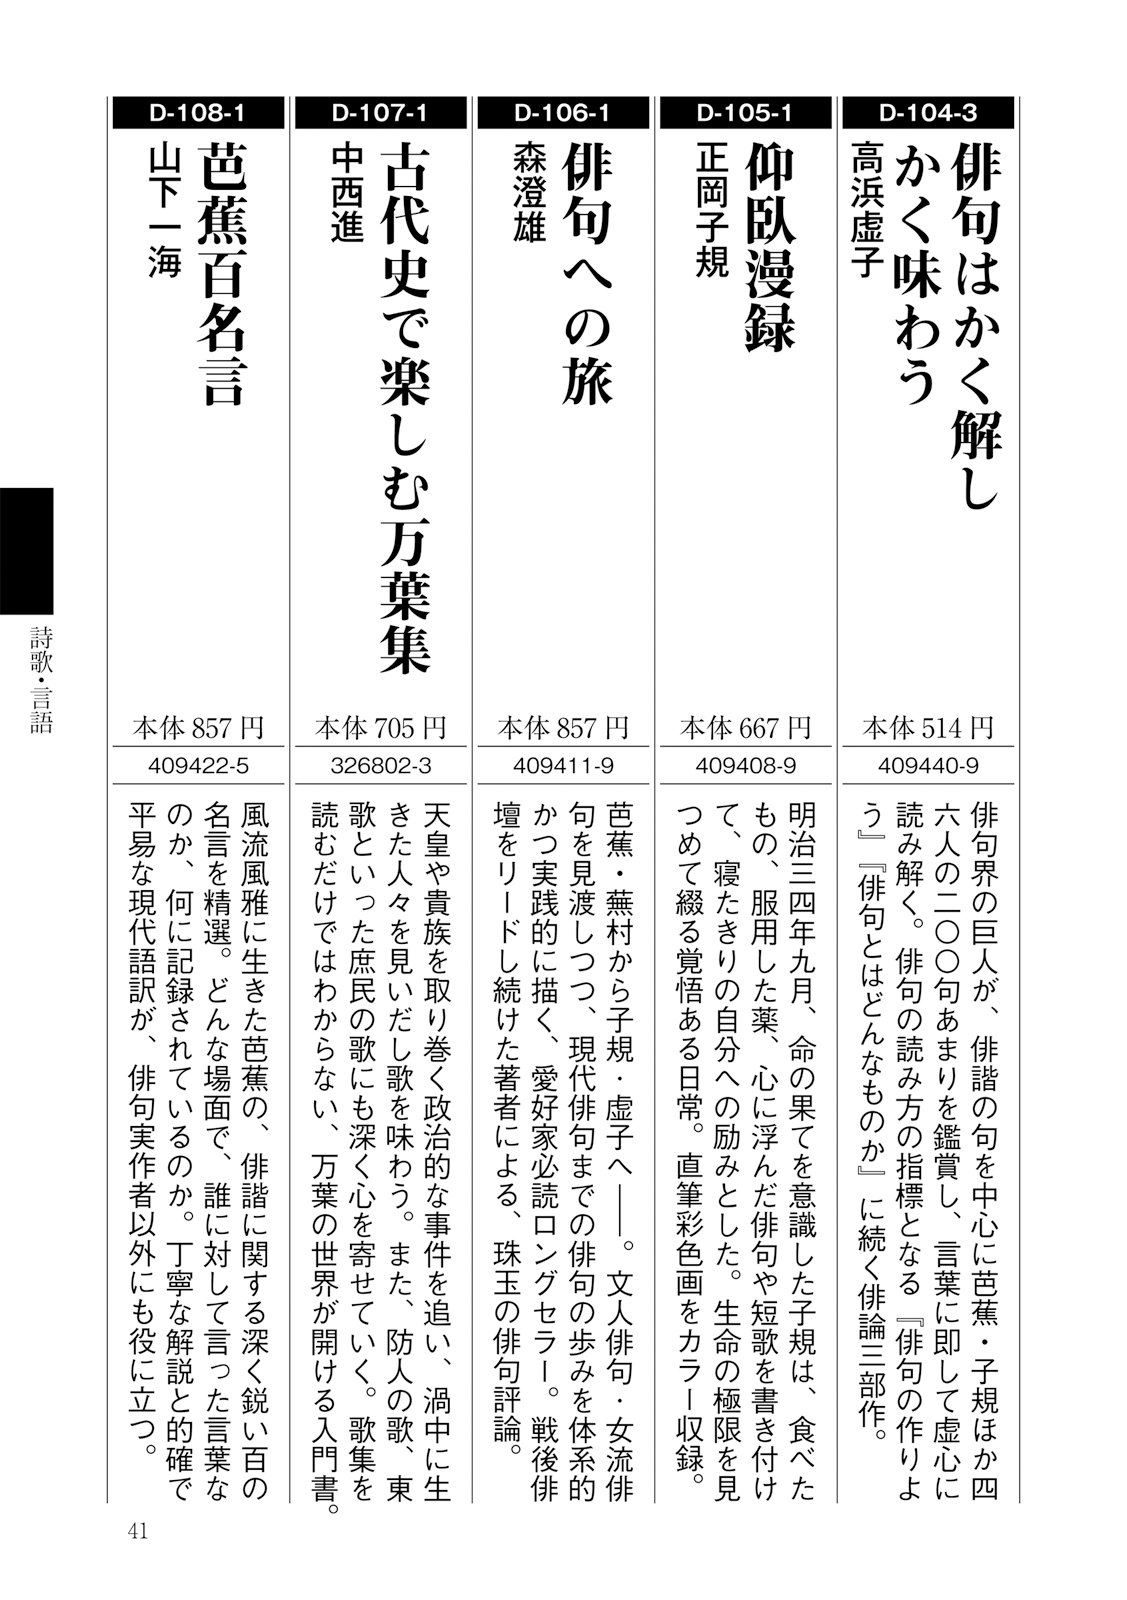 D-104-3
俳句はかく解し
かく味わう
高浜虚子
本体514円
409440-9
俳句界の巨人が、俳諧の句を中心に芭蕉・子規ほか四
六人の二〇〇句あまりを鑑賞し、言葉に即して虚心に
読み解く。俳句の読み方の指標となる『俳句の作りよ
う』『俳句とはどんなものか』に続く俳論三部作。
D-105-1
仰臥漫録
正岡子規
本体667円
409408-9
明治三四年九月、命の果てを意識した子規は、食べた
もの、服用した薬、心に浮んだ俳句や短歌を書き付け
て、寝たきりの自分への励みとした。生命の極限を見
つめて綴る覚悟ある日常。直筆彩色画をカラー収録。
D-106-1
俳句への旅
森澄雄
本体857円
409411-9
芭蕉・蕪村から子規・虚子へ――。文人俳句・女流俳
句を見渡しつつ、現代俳句までの俳句の歩みを体系的
かつ実践的に描く、愛好家必読ロングセラー。戦後俳
壇をリードし続けた著者による、珠玉の俳句評論。
D-107-1
古代史で楽しむ万葉集
中西進
本体705円
326802-3
天皇や貴族を取り巻く政治的な事件を追い、渦中に生
きた人々を見いだし歌を味わう。また、防人の歌、東
歌といった庶民の歌にも深く心を寄せていく。歌集を
読むだけではわからない、万葉の世界が開ける入門書。
D-108-1
芭蕉百名言
山下一海
本体857円
409422-5
風流風雅に生きた芭蕉の、俳諧に関する深く鋭い百の
名言を精選。どんな場面で、誰に対して言った言葉な
のか、何に記録されているのか。丁寧な解説と的確で
平易な現代語訳が、俳句実作者以外にも役に立つ。
詩歌・言語
41